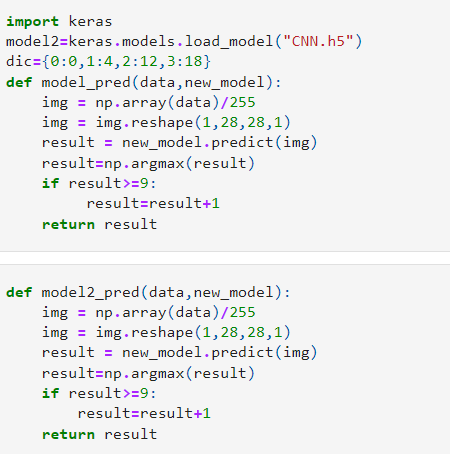 import keras
model2=keras.models.load_model("CNN.h5")
dic={0:0,1:4,2:12,3:18}
def model_pred(data,new_model):
    img = np.array(data)/255
    img = img.reshape(1,28,28,1)
    result = new_model.predict(img)
    result=np.argmax(result)
    if result>=9:
         result=result+1
    return result
def model2_pred(data,new_model):
    img = np.array(data)/255
    img = img.reshape(1,28,28,1)
    result = new_model.predict(img)
    result=np.argmax(result)
    if result>=9:
        result=result+1
    return result